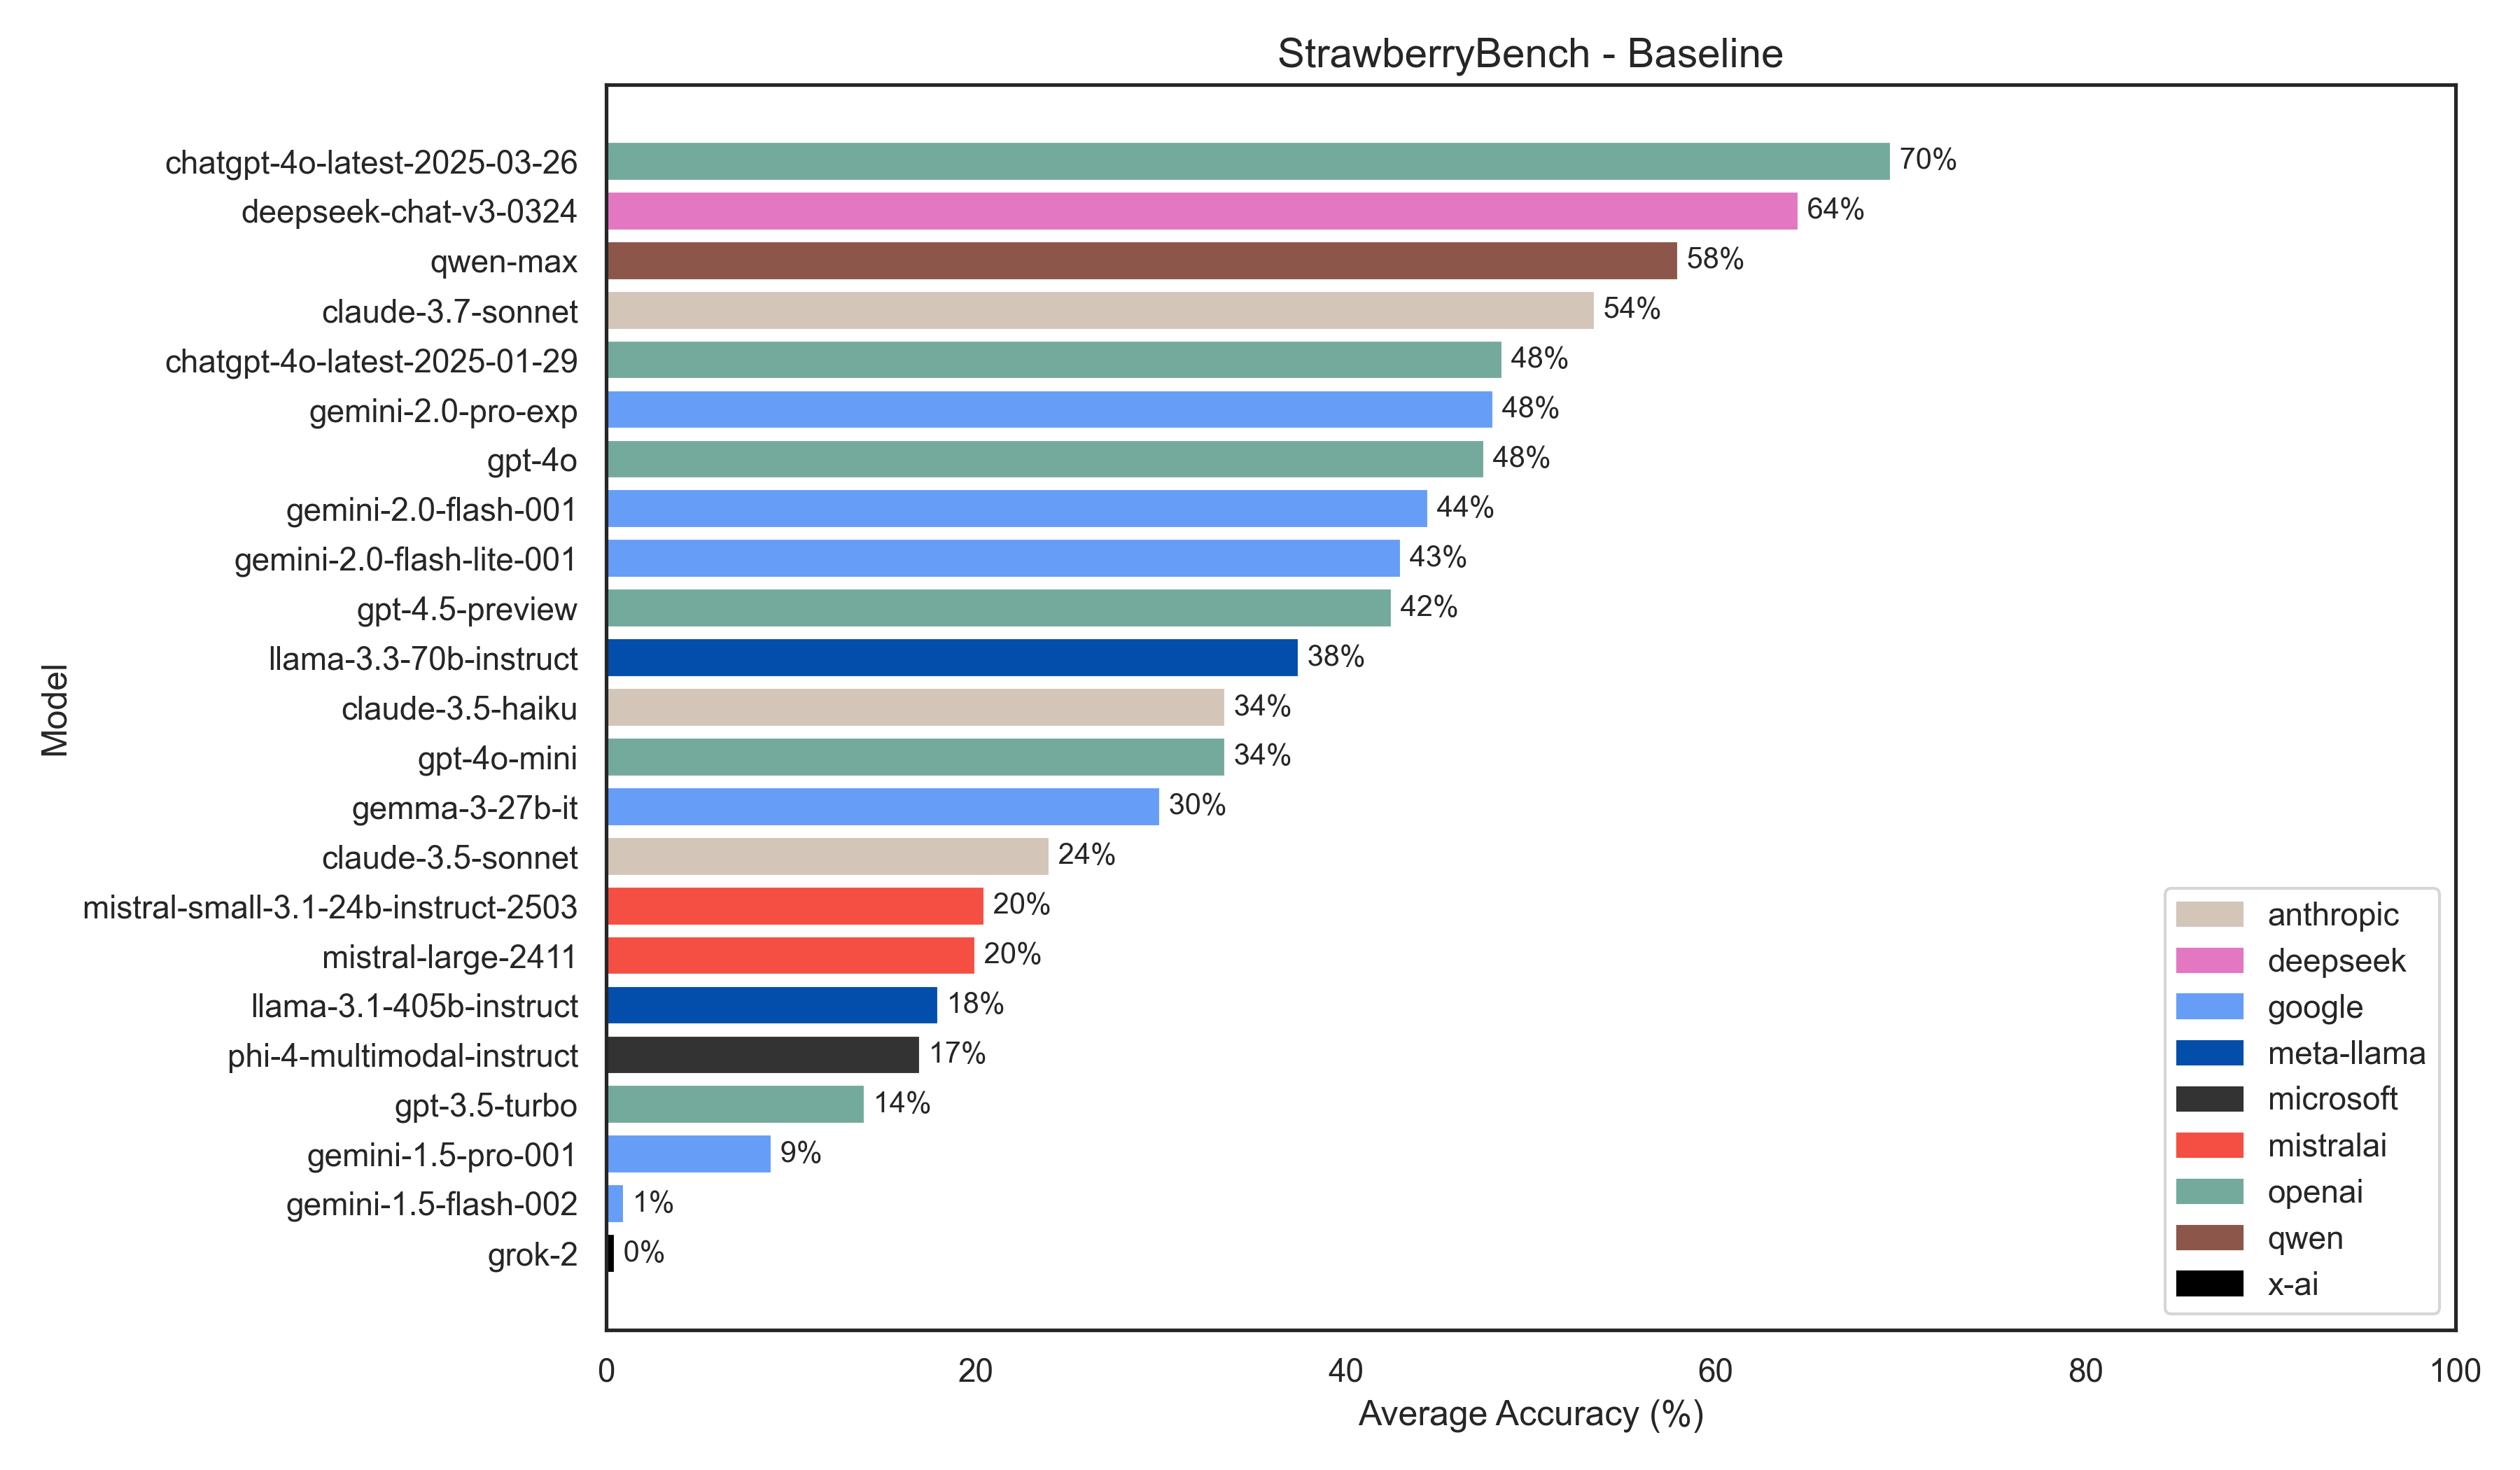 StrawberryBench - Baseline
Model
chatgpt-4o-latest-2025-03-26 70%
deepseek-chat-v3-0324 64%
qwen-max 58%
claude-3.7-sonnet 54%
chatgpt-4o-latest-2025-01-29 48%
gemini-2.0-pro-exp 48%
gpt-4o 48%
gemini-2.0-flash-001 44%
gemini-2.0-flash-lite-001 43%
gpt-4.5-preview 42%
llama-3.3-70b-instruct 38%
claude-3.5-haiku 34%
gpt-4o-mini 34%
gemma-3-27b-it 30%
claude-3.5-sonnet 24%
mistral-small-3.1-24b-instruct-2503 20%
mistral-large-2411 20%
llama-3.1-405b-instruct 18%
phi-4-multimodal-instruct 17%
gpt-3.5-turbo 14%
gemini-1.5-pro-001 9%
gemini-1.5-flash-002 1%
grok-2 0%
anthropic
deepseek
google
meta-llama
microsoft
mistralai
openai
qwen
x-ai
0 20 40 60 80 100
Average Accuracy (%)